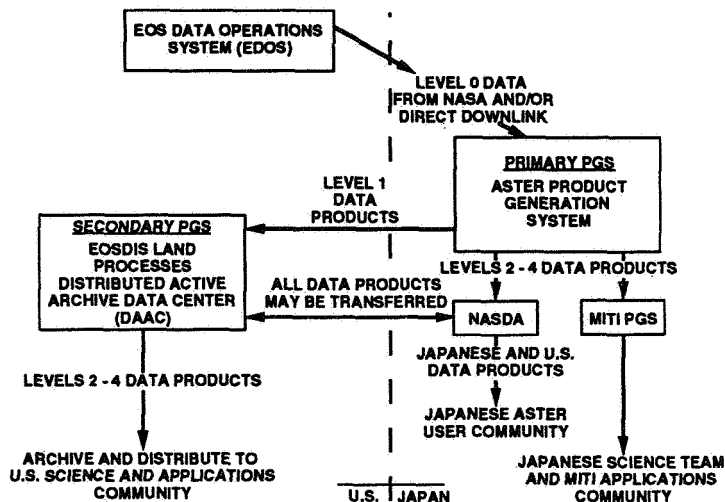 EOS DATA OPERATIONS
SYSTEM (EDOS)
LEVEL 0 DATA
FROM NASA AND/OR
DIRECT DOWNLINK
PRIMARY PGS
ASTER PRODUCT
GENERATION
SYSTEM
LEVEL 1
DATA
PRODUCTS
SECONDARY PGS
EOSDIS LAND
PROCESSES
DISTRIBUTED ACTIVE
ARCHIVE DATA CENTER
(DAAC)
LEVELS 2 - 4 DATA PRODUCTS
ALL DATA PRODUCTS
MAY BE TRANSFERRED
NASDA
MITI PGS
JAPANESE AND U.S.
DATA PRODUCTS
LEVELS 2 - 4 DATA PRODUCTS
JAPANESE ASTER
USER COMMUNITY
ARCHIVE AND DISTRIBUTE TO
U.S. SCIENCE AND APPLICATIONS
COMMUNITY
JAPANESE SCIENCE TEAM
AND MITI APPLICATIONS
COMMUNITY
U.S. JAPAN